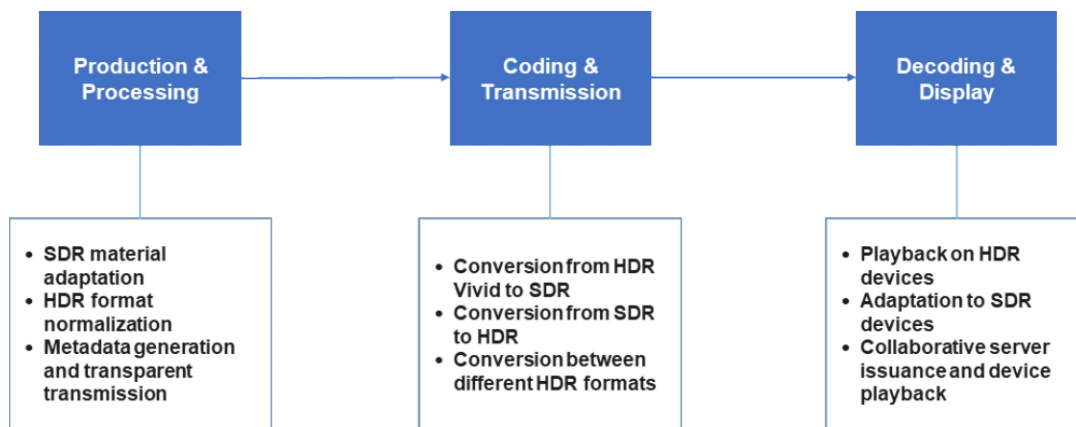 Production &
Processing
Coding &
Transmission
Decoding &
Display
• SDR material
adaptation
• HDR format
normalization
• Metadata generation
and transparent
transmission
• Conversion from HDR
Vivid to SDR
• Conversion from SDR
to HDR
• Conversion between
different HDR formats
• Playback on HDR
devices
• Adaptation to SDR
devices
• Collaborative server
issuance and device
playback